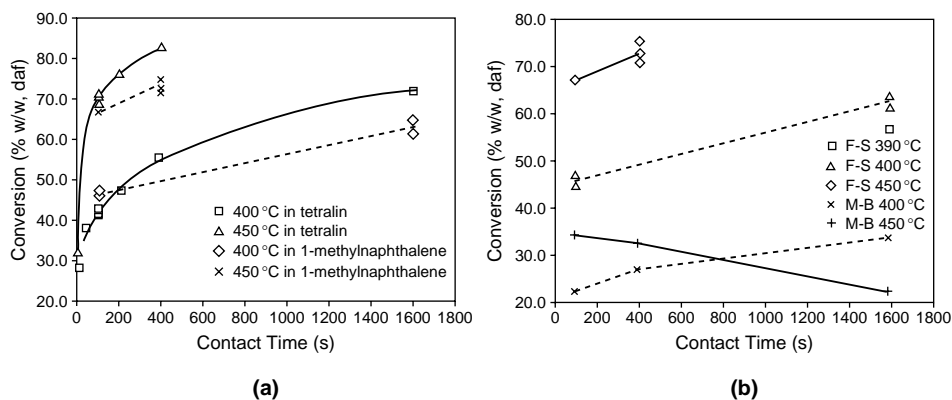 90.0
80.0
70.0
60.0
50.0
40.0
30.0
20.0
Conversion (% w/w, daf)
400 °C in tetralin
450 °C in tetralin
400 °C in 1-methylnaphthalene
450 °C in 1-methylnaphthalene
0 200 400 600 800 1000 1200 1400 1600 1800
Contact Time (s)
(a)
80.0
70.0
60.0
50.0
40.0
30.0
20.0
Conversion (% w/w, daf)
F-S 390 °C
F-S 400 °C
F-S 450 °C
M-B 400 °C
M-B 450 °C
0 200 400 600 800 1000 1200 1400 1600 1800
Contact Time (s)
(b)